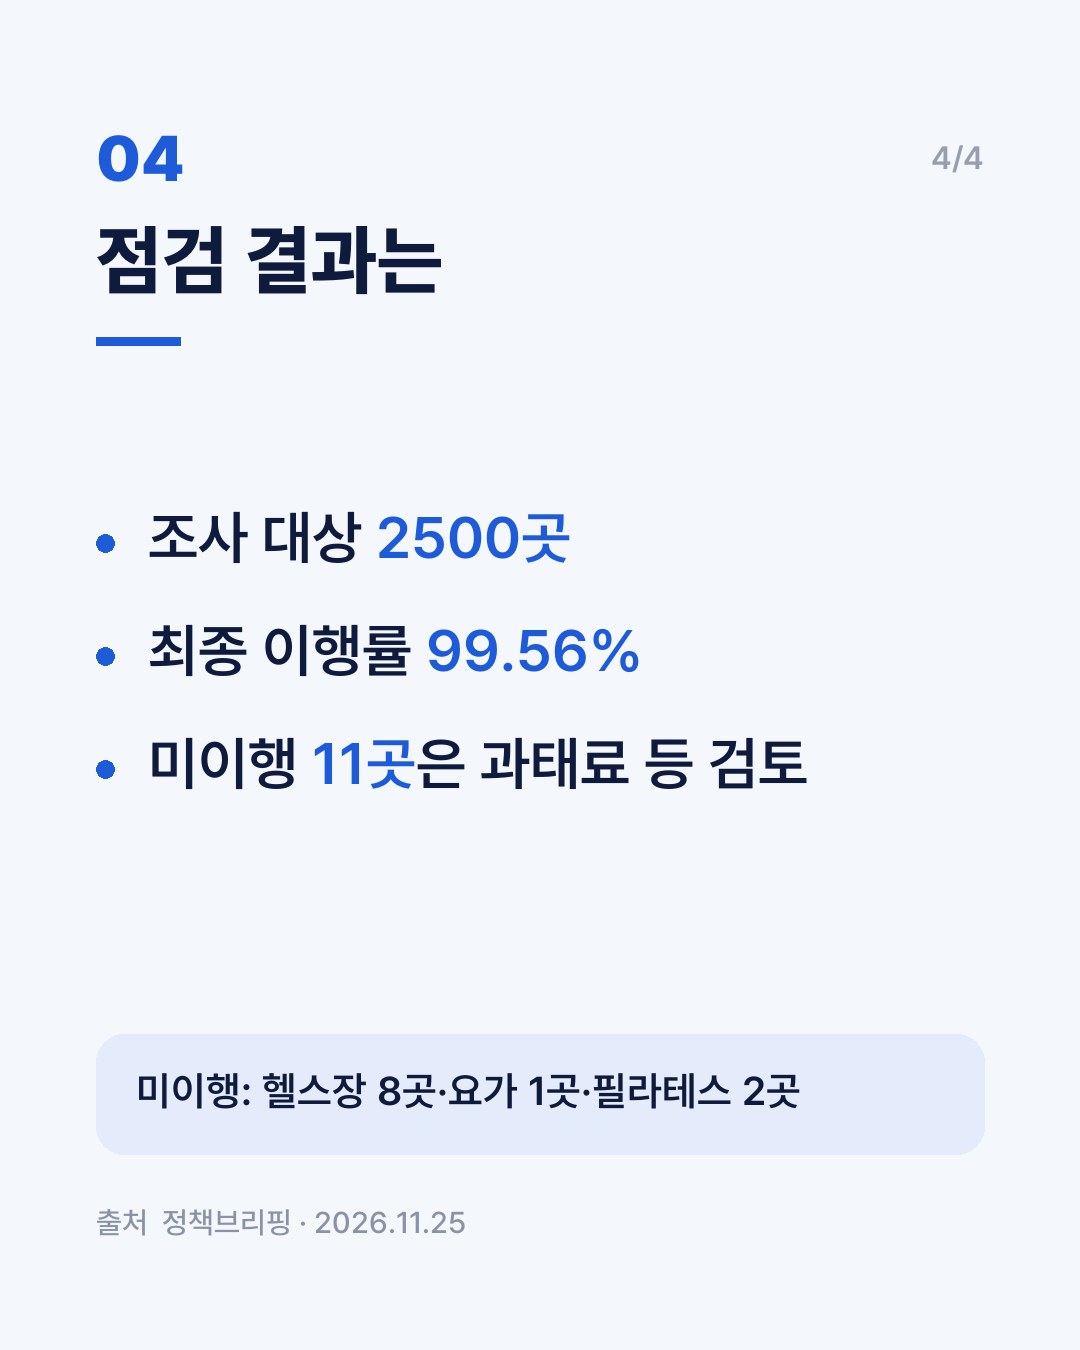 04
4/4
점검 결과는
• 조사 대상 2500곳
• 최종 이행률 99.56%
• 미이행 11곳은 과태료 등 검토
미이행: 헬스장 8곳·요가 1곳·필라테스 2곳
출처 정책브리핑 · 2026.11.25